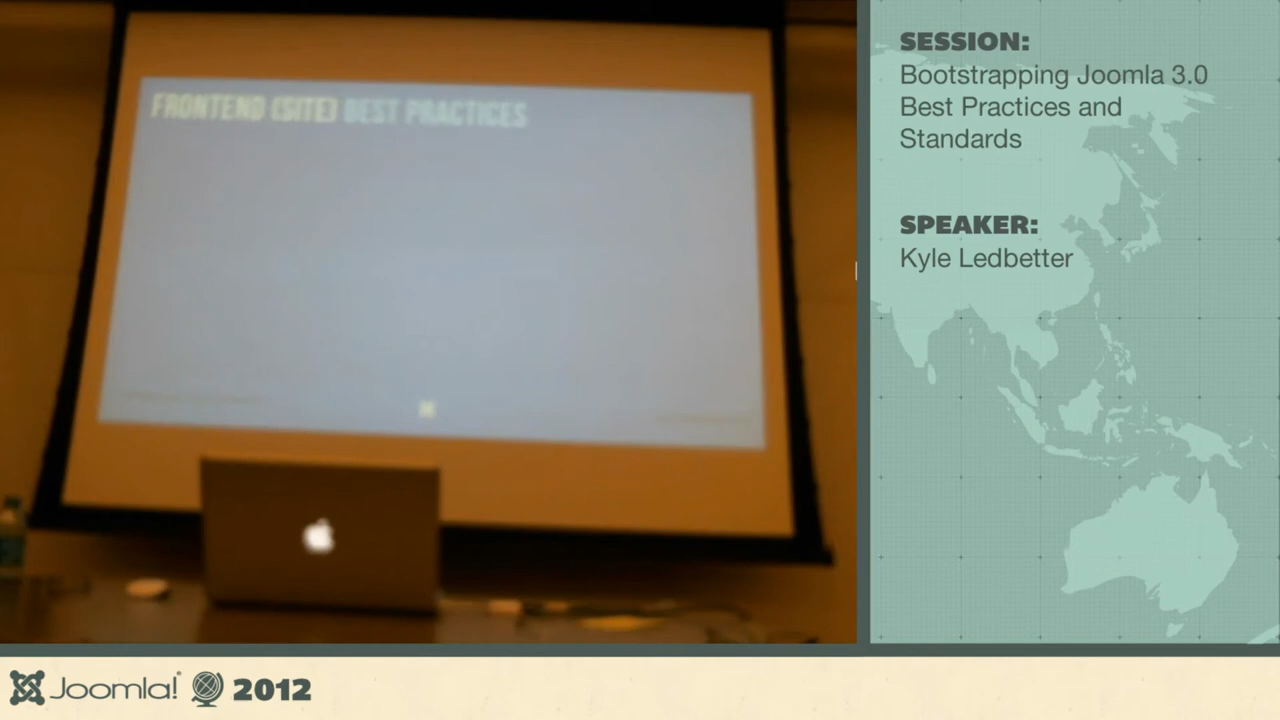 FRONTEND (SITE) BEST PRACTICES
SESSION:
Bootstrapping Joomla 3.0
Best Practices and
Standards
SPEAKER:
Kyle Ledbetter
Joomla!® 2012